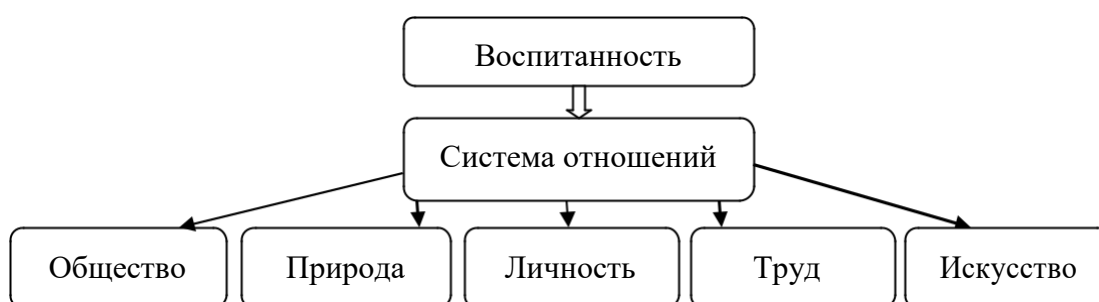 Воспитанность
Система отношений
Общество
Природа
Личность
Труд
Искусство